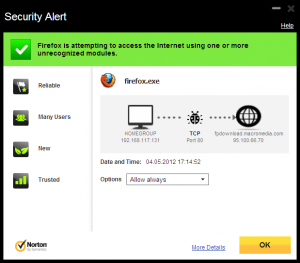 Security Alert
Help
Firefox is attempting to access the Internet using one or more
unrecognized modules.
Reliable
Many Users
New
Trusted
firefox.exe
HOMEGROUP
192.168.117.131
TCP
Port 80
fpdownload.macromedia.com
95.100.68.70
Date and Time: 04.05.2012 17:14:52
Options
Allow always
Norton
by Symantec
More Details
OK